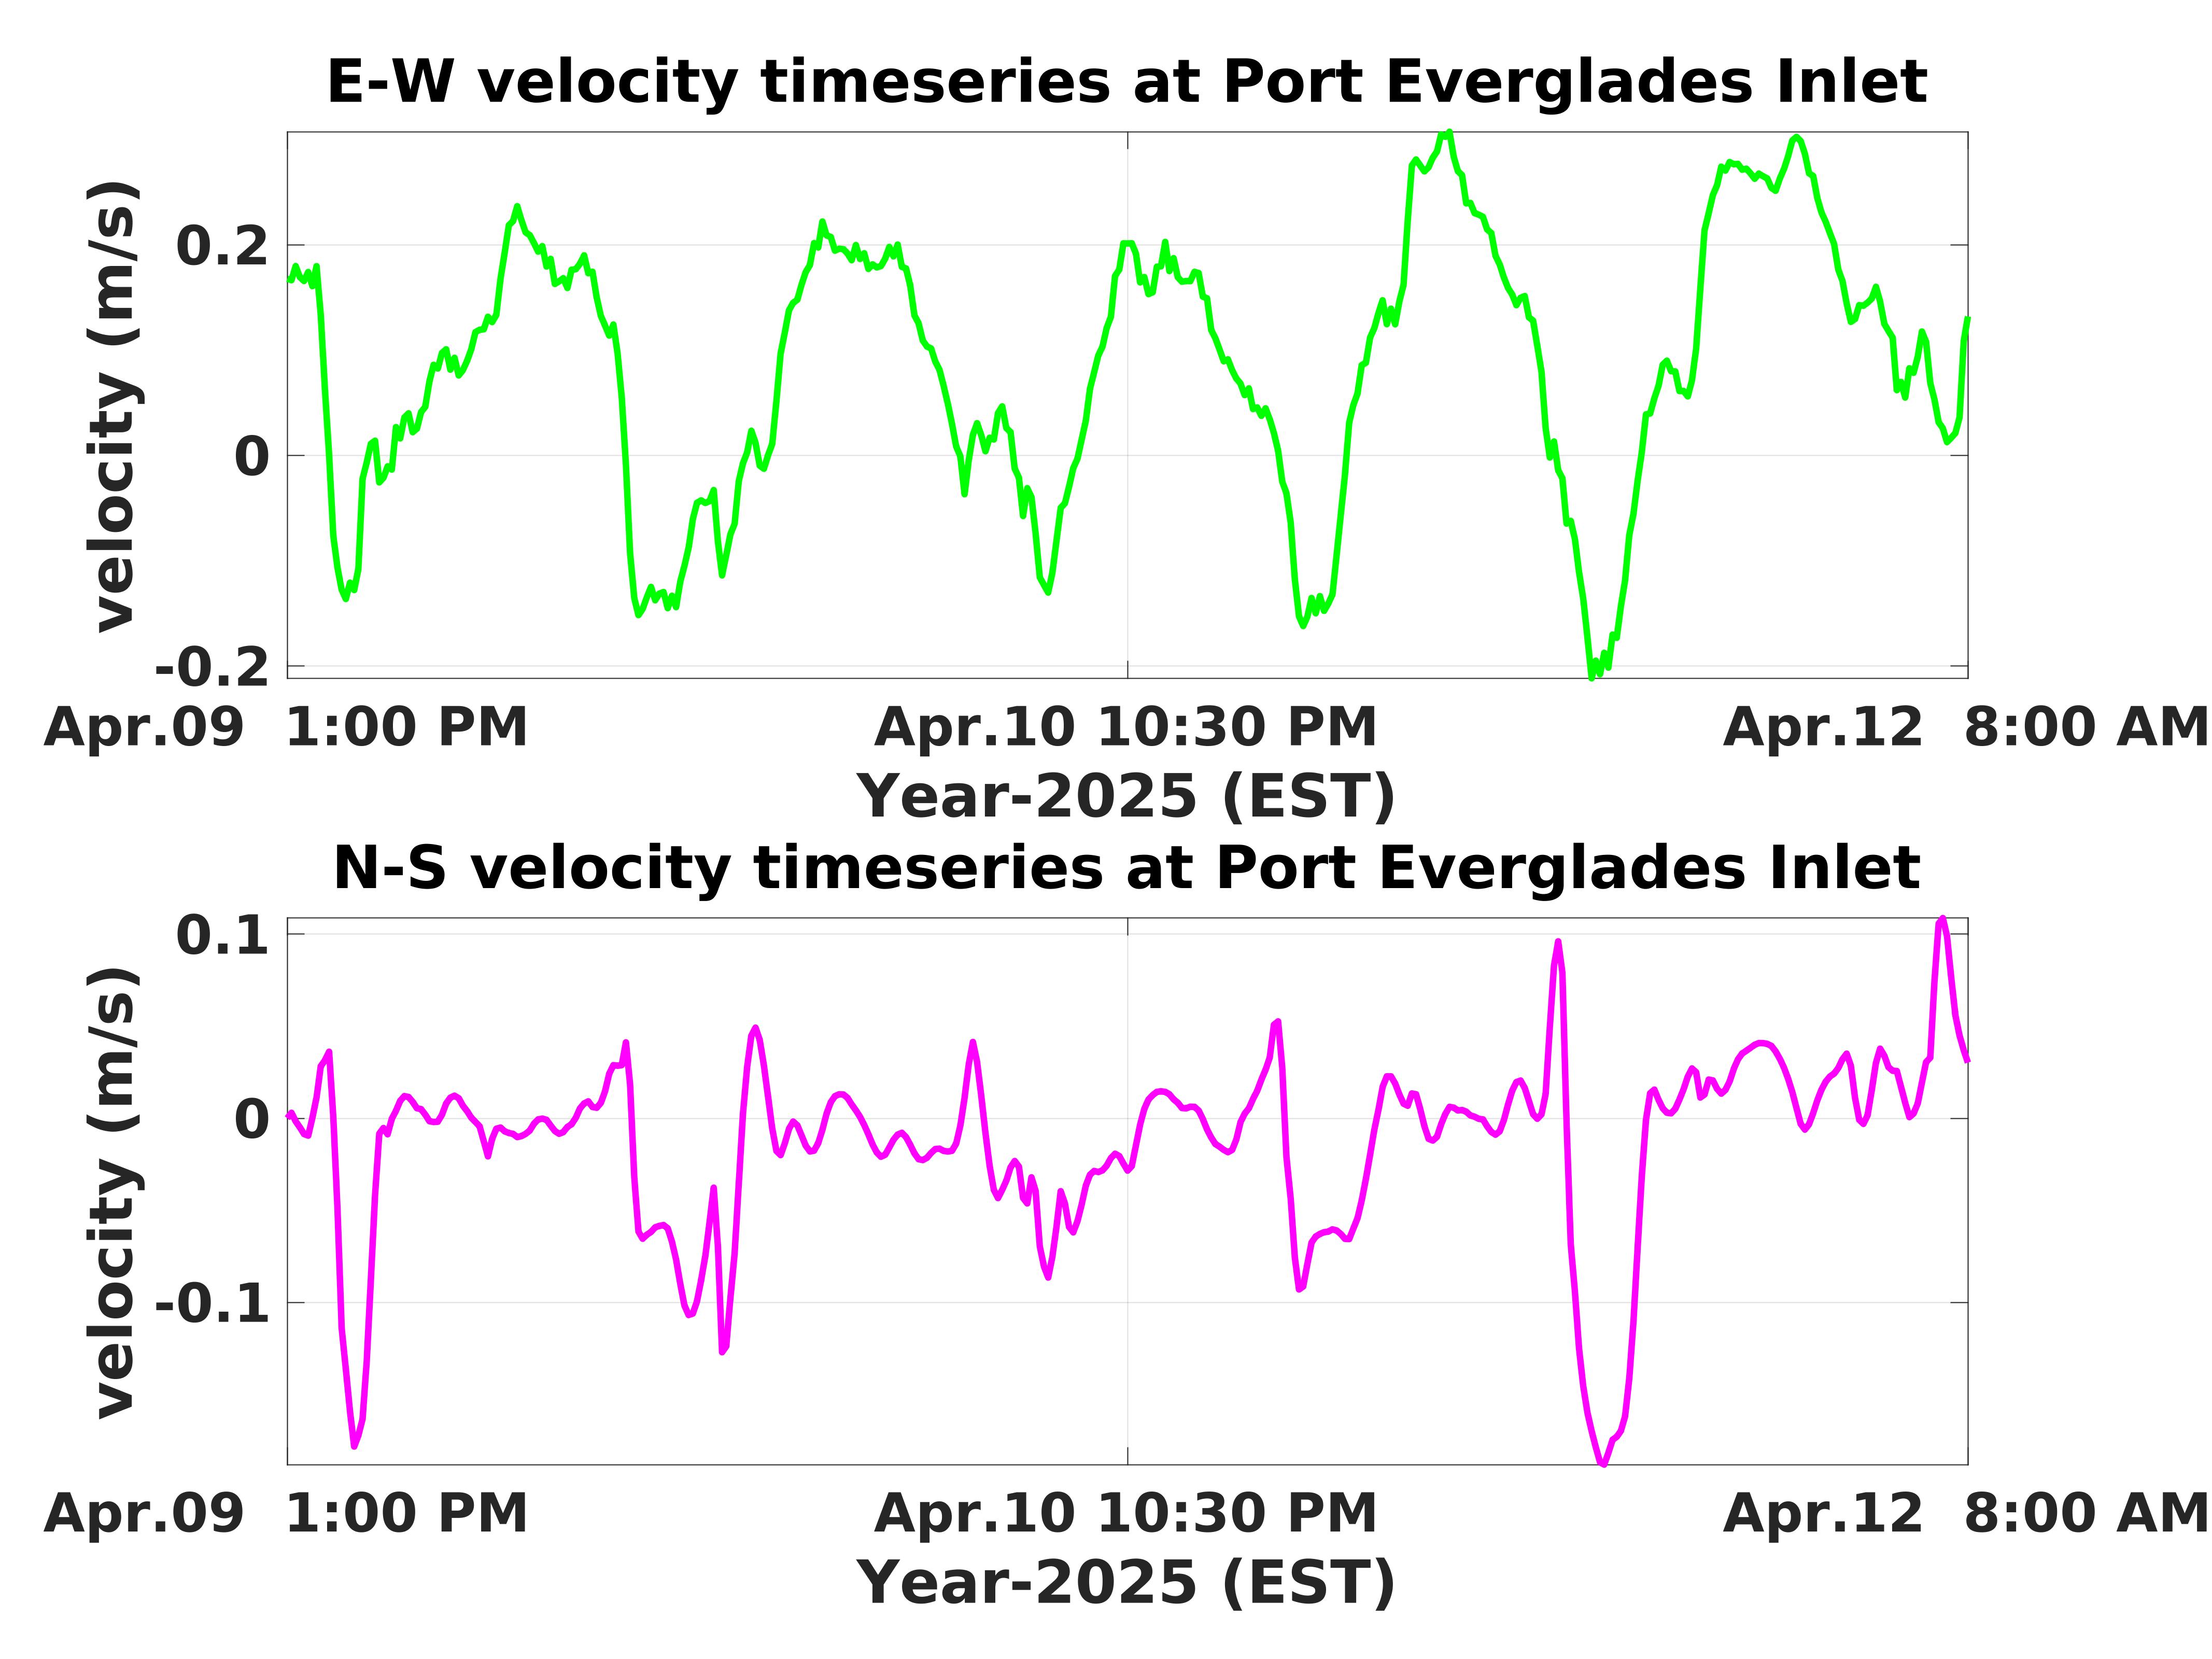 E-W velocity timeseries at Port Everglades Inlet
velocity (m/s)
0.2
0
-0.2
Apr.09  1:00 PM
Apr.10 10:30 PM
Apr.12  8:00 AM
Year-2025 (EST)
N-S velocity timeseries at Port Everglades Inlet
velocity (m/s)
0.1
0
-0.1
Apr.09  1:00 PM
Apr.10 10:30 PM
Apr.12  8:00 AM
Year-2025 (EST)